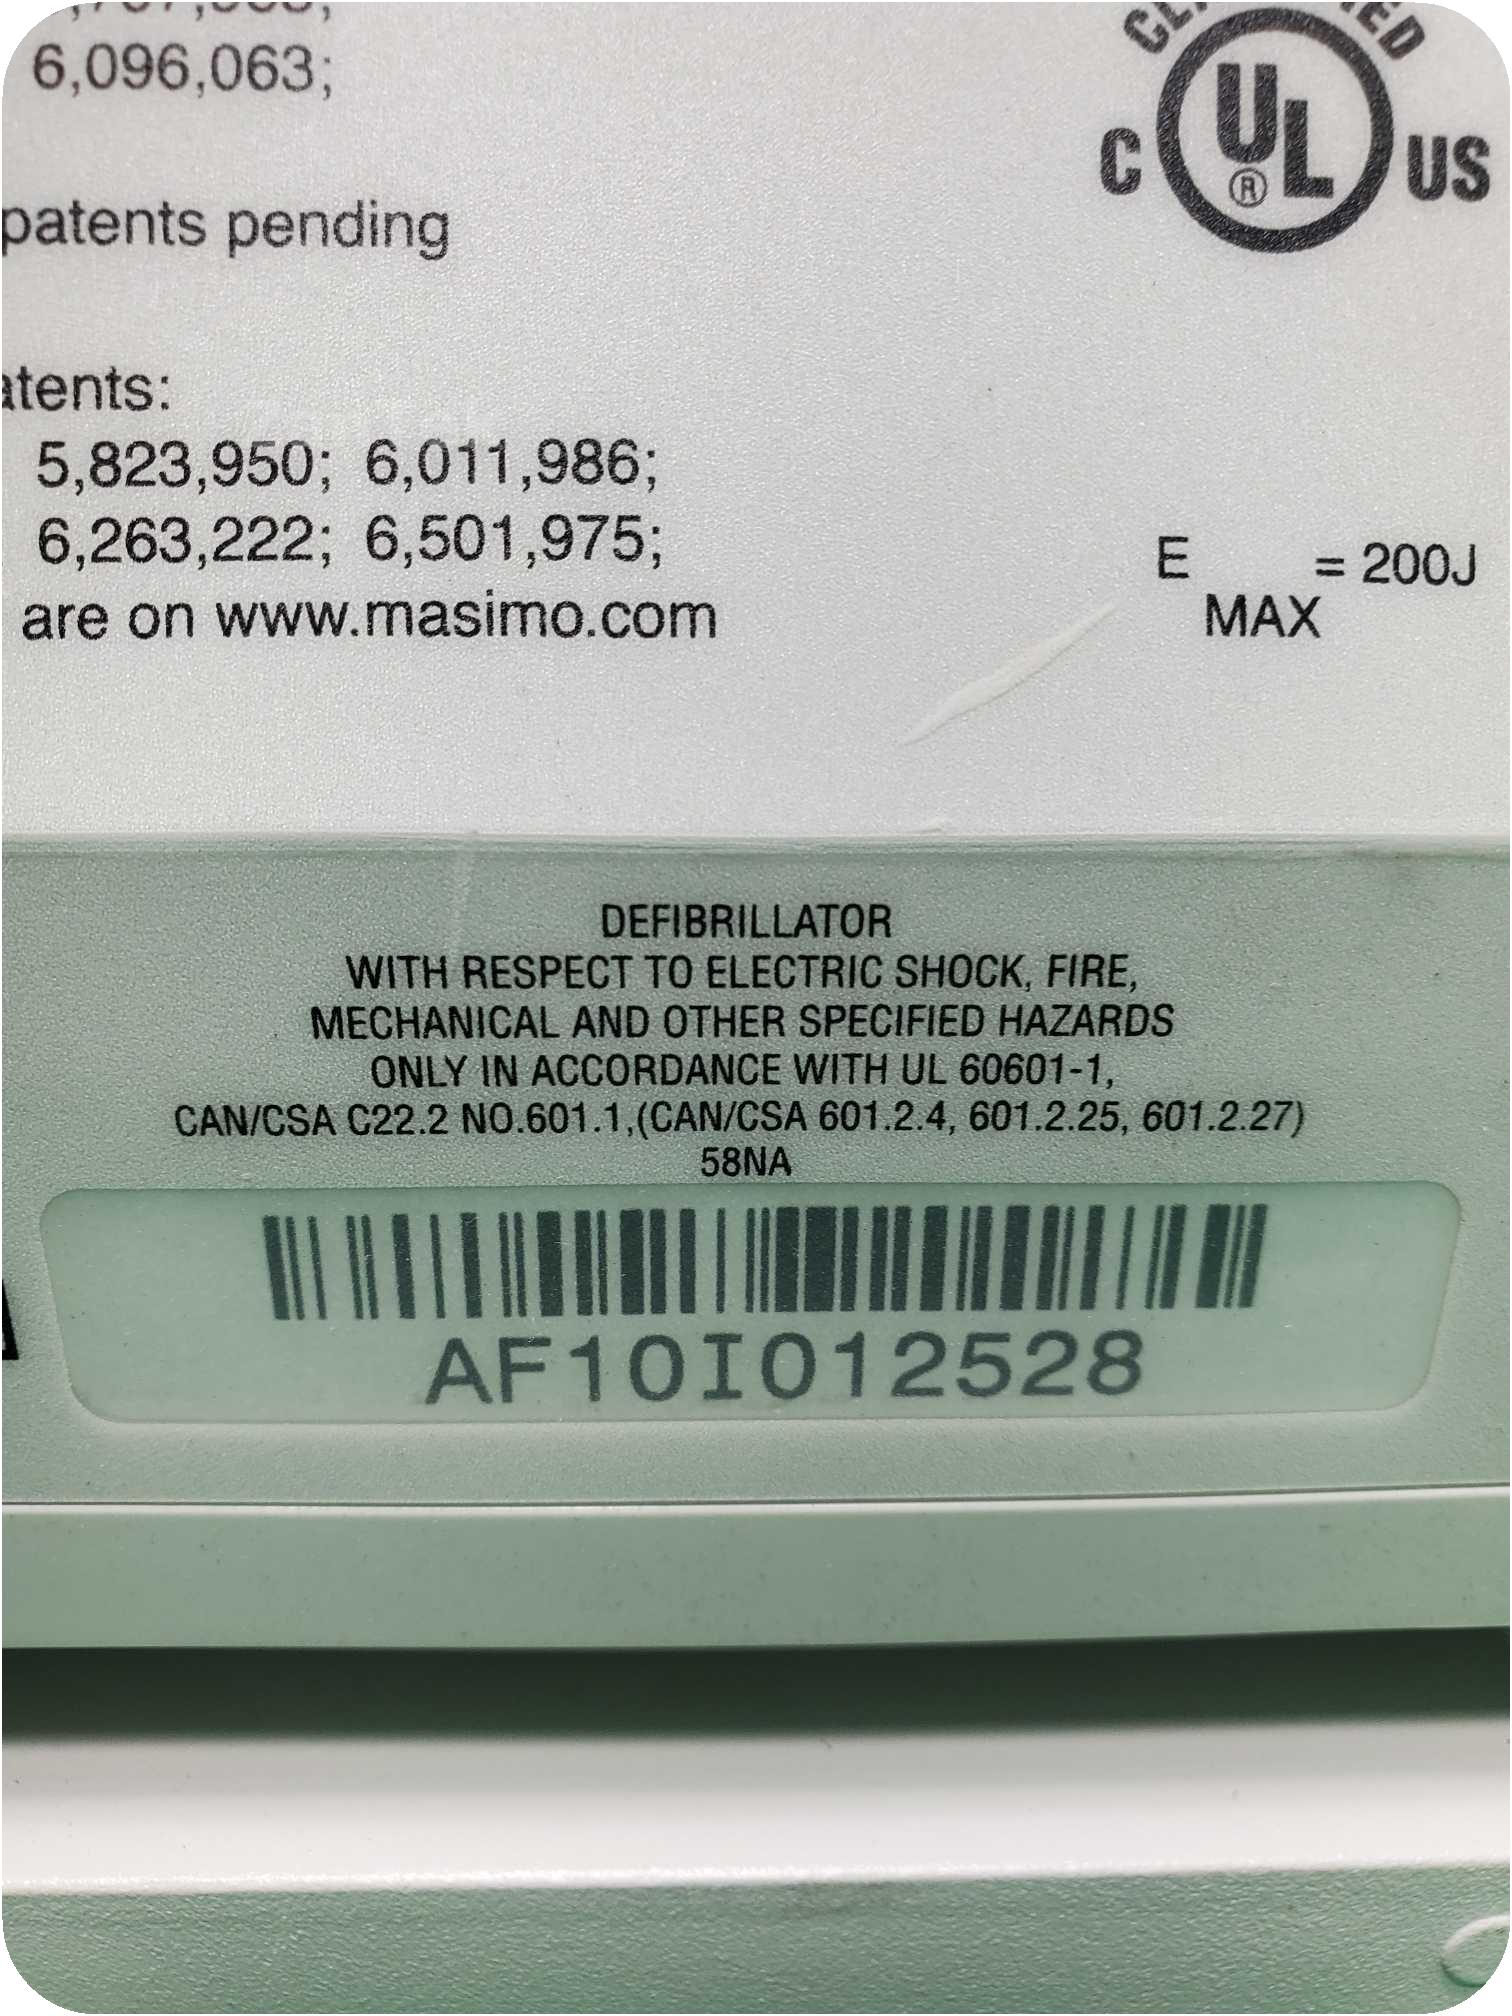 6,096,063;
C UL ® US
patents pending
5,823,950; 6,011,986;
6,263,222; 6,501,975;
are on www.masimo.com
E MAX = 200J
DEFIBRILLATOR
WITH RESPECT TO ELECTRIC SHOCK, FIRE,
MECHANICAL AND OTHER SPECIFIED HAZARDS
ONLY IN ACCORDANCE WITH UL 60601-1,
CAN/CSA C22.2 NO.601.1,(CAN/CSA 601.2.4, 601.2.25, 601.2.27)
58NA
AF10I012528